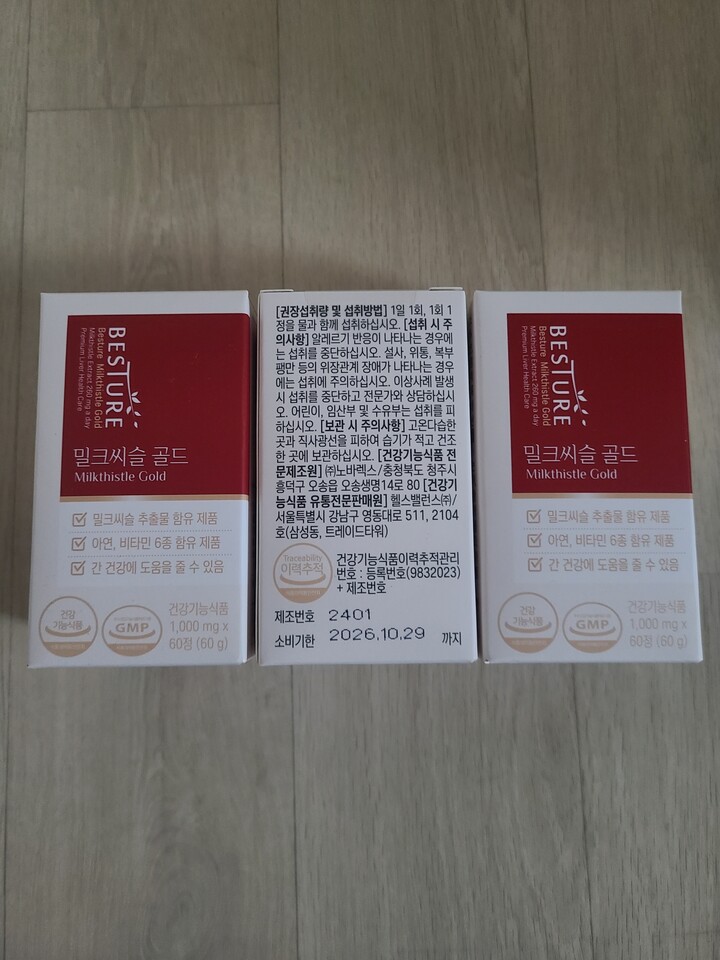 BESTURE
Besture Milkthistle Gold
Milkthistle Extract 260 mg a day
Premium Liver Health Care
밀크씨슬 골드
Milkthistle Gold
밀크씨슬 추출물 함유 제품
아연, 비타민 6종 함유 제품
간 건강에 도움을 줄 수 있음
건강
기능식품
GMP
건강기능식품
1,000 mg x
60정 (60 g)
[권장섭취량 및 섭취방법] 1일 1회, 1회 1
정을 물과 함께 섭취하십시오. [섭취 시 주
의사항] 알레르기 반응이 나타나는 경우에
는 섭취를 중단하십시오. 설사, 위통, 복부
팽만 등의 위장관계 장애가 나타나는 경우
에는 섭취에 주의하십시오. 이상사례 발생
시 섭취를 중단하고 전문가와 상담하십시
오. 어린이, 임산부 및 수유부는 섭취를 피
하십시오. [보관 시 주의사항] 고온다습한
곳과 직사광선을 피하여 습기가 적고 건조
한 곳에 보관하십시오. [건강기능식품 전
문제조원] ㈜노바렉스/충청북도 청주시
흥덕구 오송읍 오송생명14로 80 [건강기
능식품 유통전문판매원] 헬스밸런스㈜/
서울특별시 강남구 영동대로 511, 2104
호(삼성동, 트레이드타워)
Traceability
이력추적
건강기능식품이력추적관리
번호 : 등록번호(9832023)
+ 제조번호
제조번호 2401
소비기한 2026.10.29 까지
BESTURE
Besture Milkthistle Gold
Milkthistle Extract 260 mg a day
Premium Liver Health Care
밀크씨슬 골드
Milkthistle Gold
밀크씨슬 추출물 함유 제품
아연, 비타민 6종 함유 제품
간 건강에 도움을 줄 수 있음
건강
기능식품
GMP
건강기능식품
1,000 mg x
60정 (60 g)